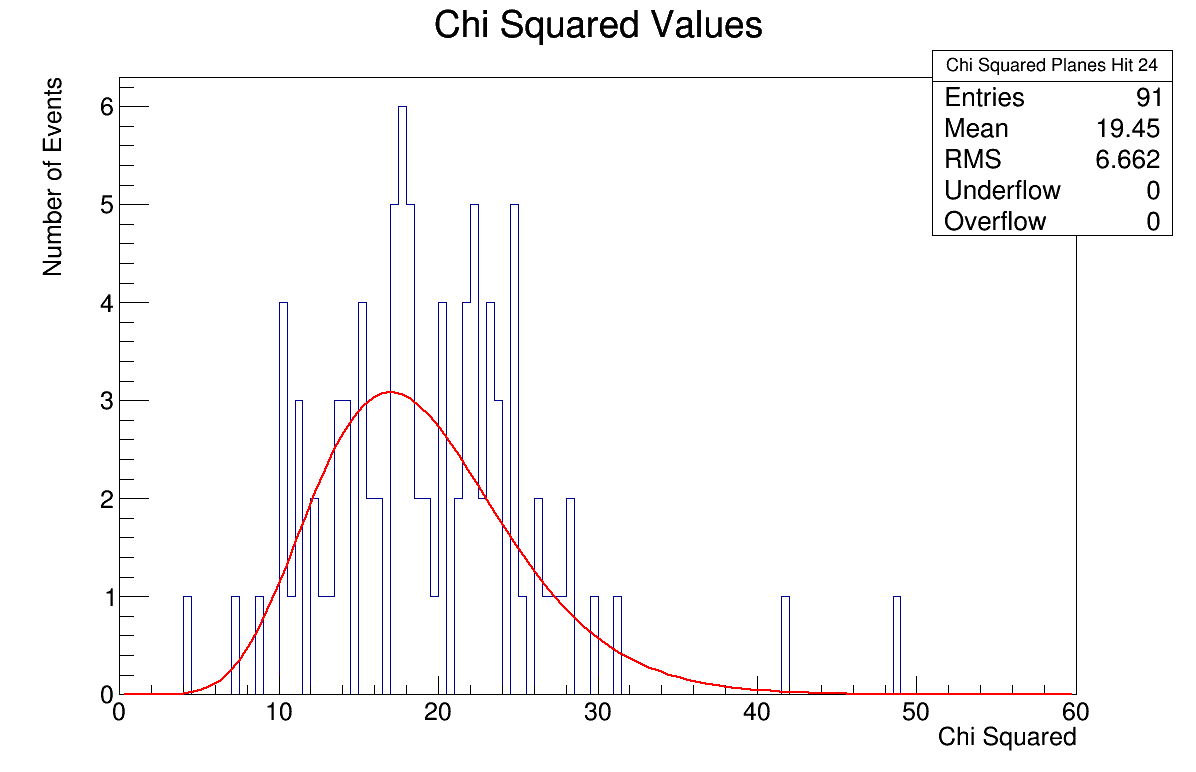 Chi Squared Values
Chi Squared Planes Hit 24
Entries 91
Mean 19.45
RMS 6.662
Underflow 0
Overflow 0
Number of Events
6
5
4
3
2
1
0
0 10 20 30 40 50 60
Chi Squared